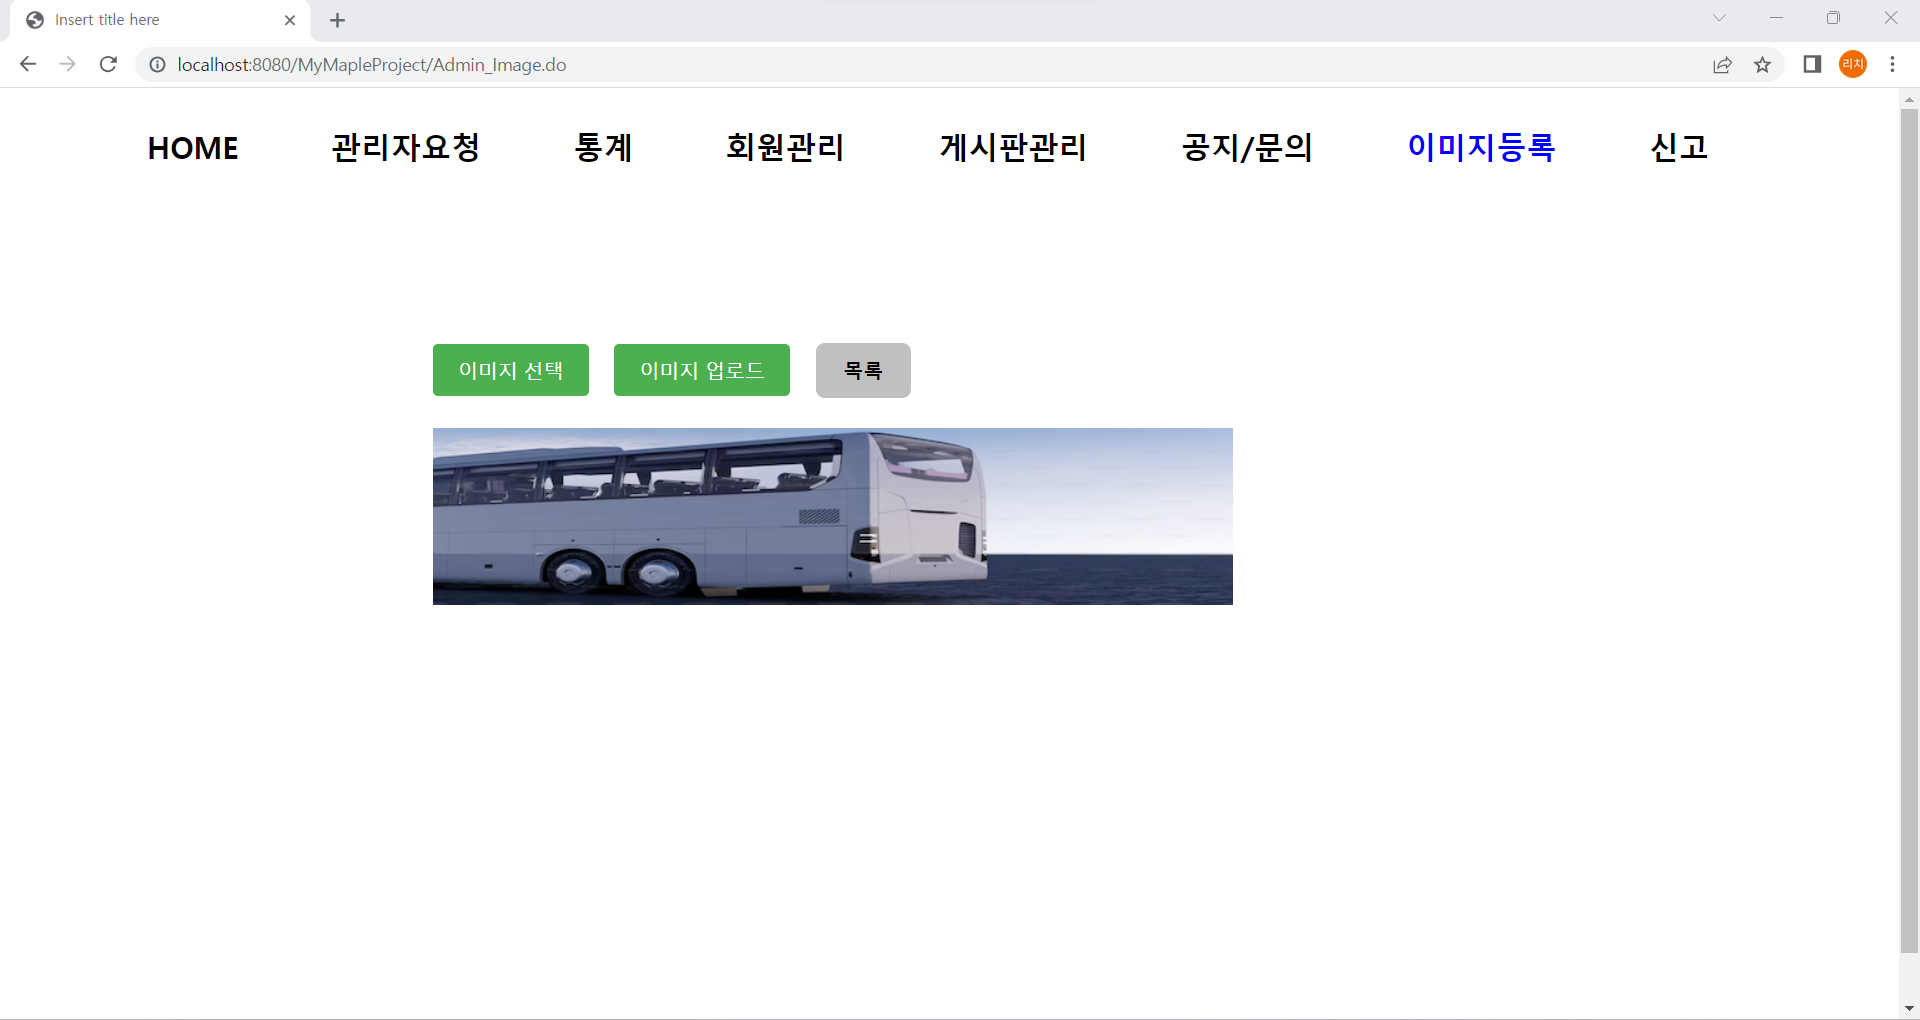 Insert title here
localhost:8080/MyMapleProject/Admin_Image.do
리치
HOME 관리자요청 통계 회원관리 게시판관리 공지/문의 이미지등록 신고
이미지 선택 이미지 업로드 목록